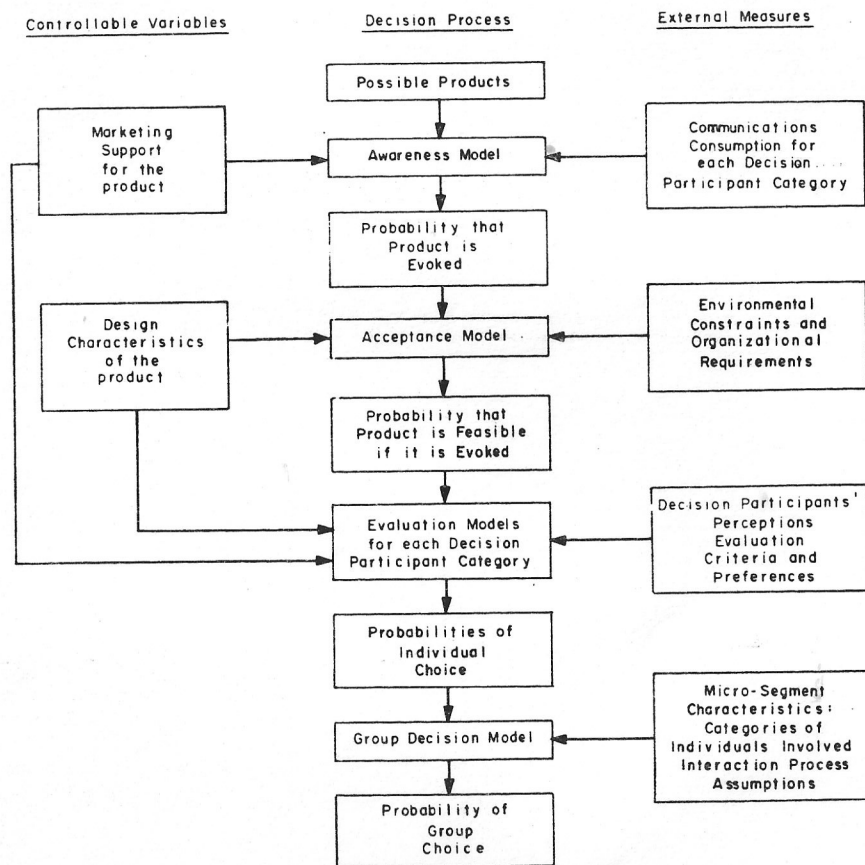 Controllable Variables
Decision Process
External Measures
Possible Products
Marketing
Support
for the
product
Awareness Model
Communications
Consumption for
each Decision....
Participant Category
Probability that
Product is
Evoked
Design
Characteristics
of the
product
Acceptance Model
Environmental
Constraints and
Organizational
Requirements
Probability that
Product is Feasible
if it is Evoked
Evaluation Models
for each Decision
Participant Category
Decision Participants'
Perceptions
Evaluation
Criteria and
Preferences
Probabilities of
Individual
Choice
Group Decision Model
Micro-Segment
Characteristics:
Categories of
Individuals Involved
Interaction Process
Assumptions
Probability of
Group
Choice